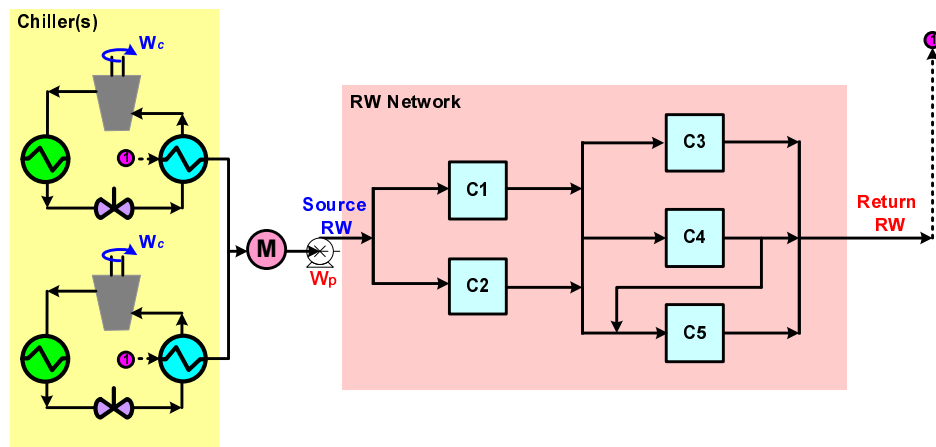 Chiller(s)
Wc
1
Wc
1
M
Source
RW
Wp
RW Network
C1
C2
C3
C4
C5
Return
RW
1